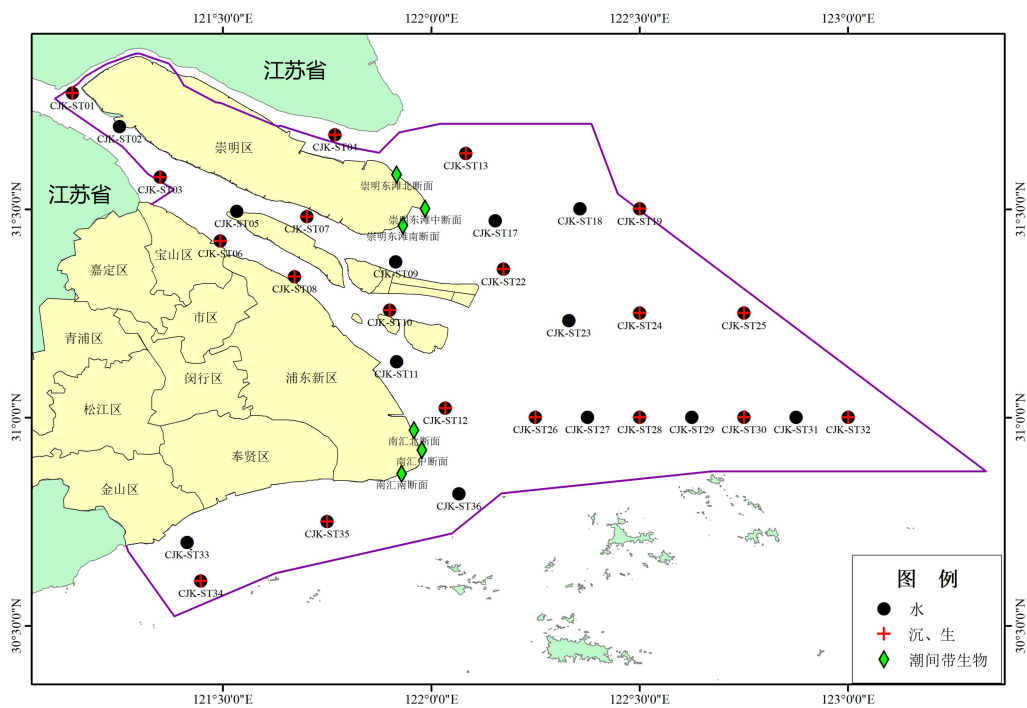 121°30'0"E
122°0'0"E
122°30'0"E
123°0'0"E
江苏省
CJK-ST01
CJK-ST02
崇明区
CJK-ST04
CJK-ST13
江苏省
CJK-ST03
崇明东滩北断面
31°30'0"N
31°30'0"N
CJK-ST05
CJK-ST07
崇明东滩中断面
CJK-ST17
CJK-ST18
CJK-ST19
崇明东滩南断面
CJK-ST06
宝山区
嘉定区
CJK-ST08
CJK-ST09
CJK-ST22
市区
CJK-ST10
CJK-ST23
CJK-ST24
CJK-ST25
青浦区
闵行区
浦东新区
CJK-ST11
松江区
31°0'0"N
31°0'0"N
CJK-ST12
CJK-ST26
CJK-ST27
CJK-ST28
CJK-ST29
CJK-ST30
CJK-ST31
CJK-ST32
南汇北断面
奉贤区
南汇中断面
金山区
南汇南断面
CJK-ST36
CJK-ST35
CJK-ST33
CJK-ST34
图 例
水
沉、生
潮间带生物
30°30'0"N
30°30'0"N
121°30'0"E
122°0'0"E
122°30'0"E
123°0'0"E